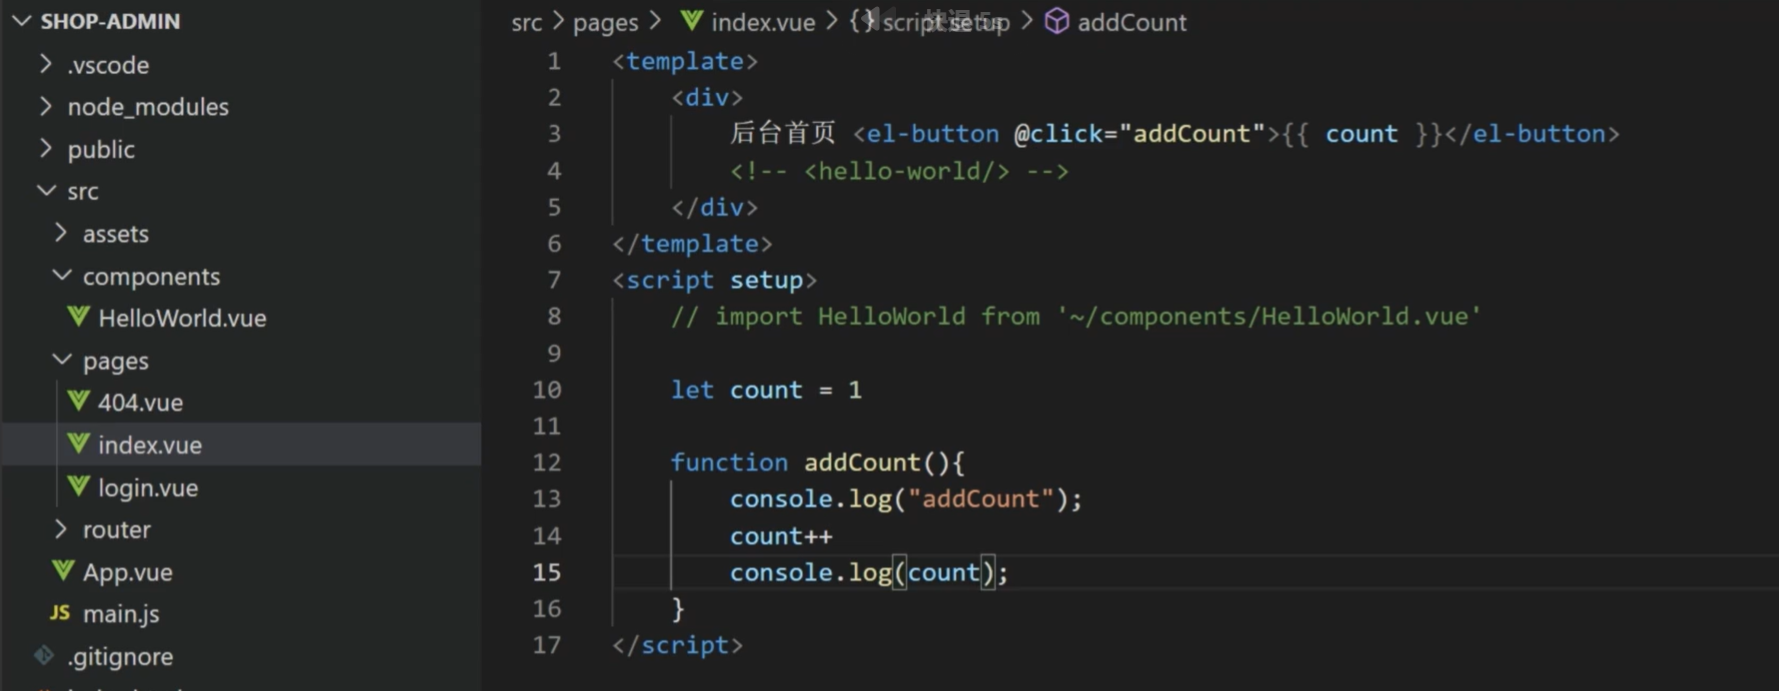 SHOP-ADMIN
.vscode
node_modules
public
src
assets
components
HelloWorld.vue
pages
404.vue
index.vue
login.vue
router
App.vue
JS main.js
.gitignore
src > pages > index.vue > {} script setup > addCount
1 <template>
2 <div>
3 后台首页 <el-button @click="addCount">{{ count }}</el-button>
4 <!-- <hello-world/> -->
5 </div>
6 </template>
7 <script setup>
8 // import HelloWorld from '~/components/HelloWorld.vue'
9
10 let count = 1
11
12 function addCount(){
13 console.log("addCount");
14 count++
15 console.log(count);
16 }
17 </script>